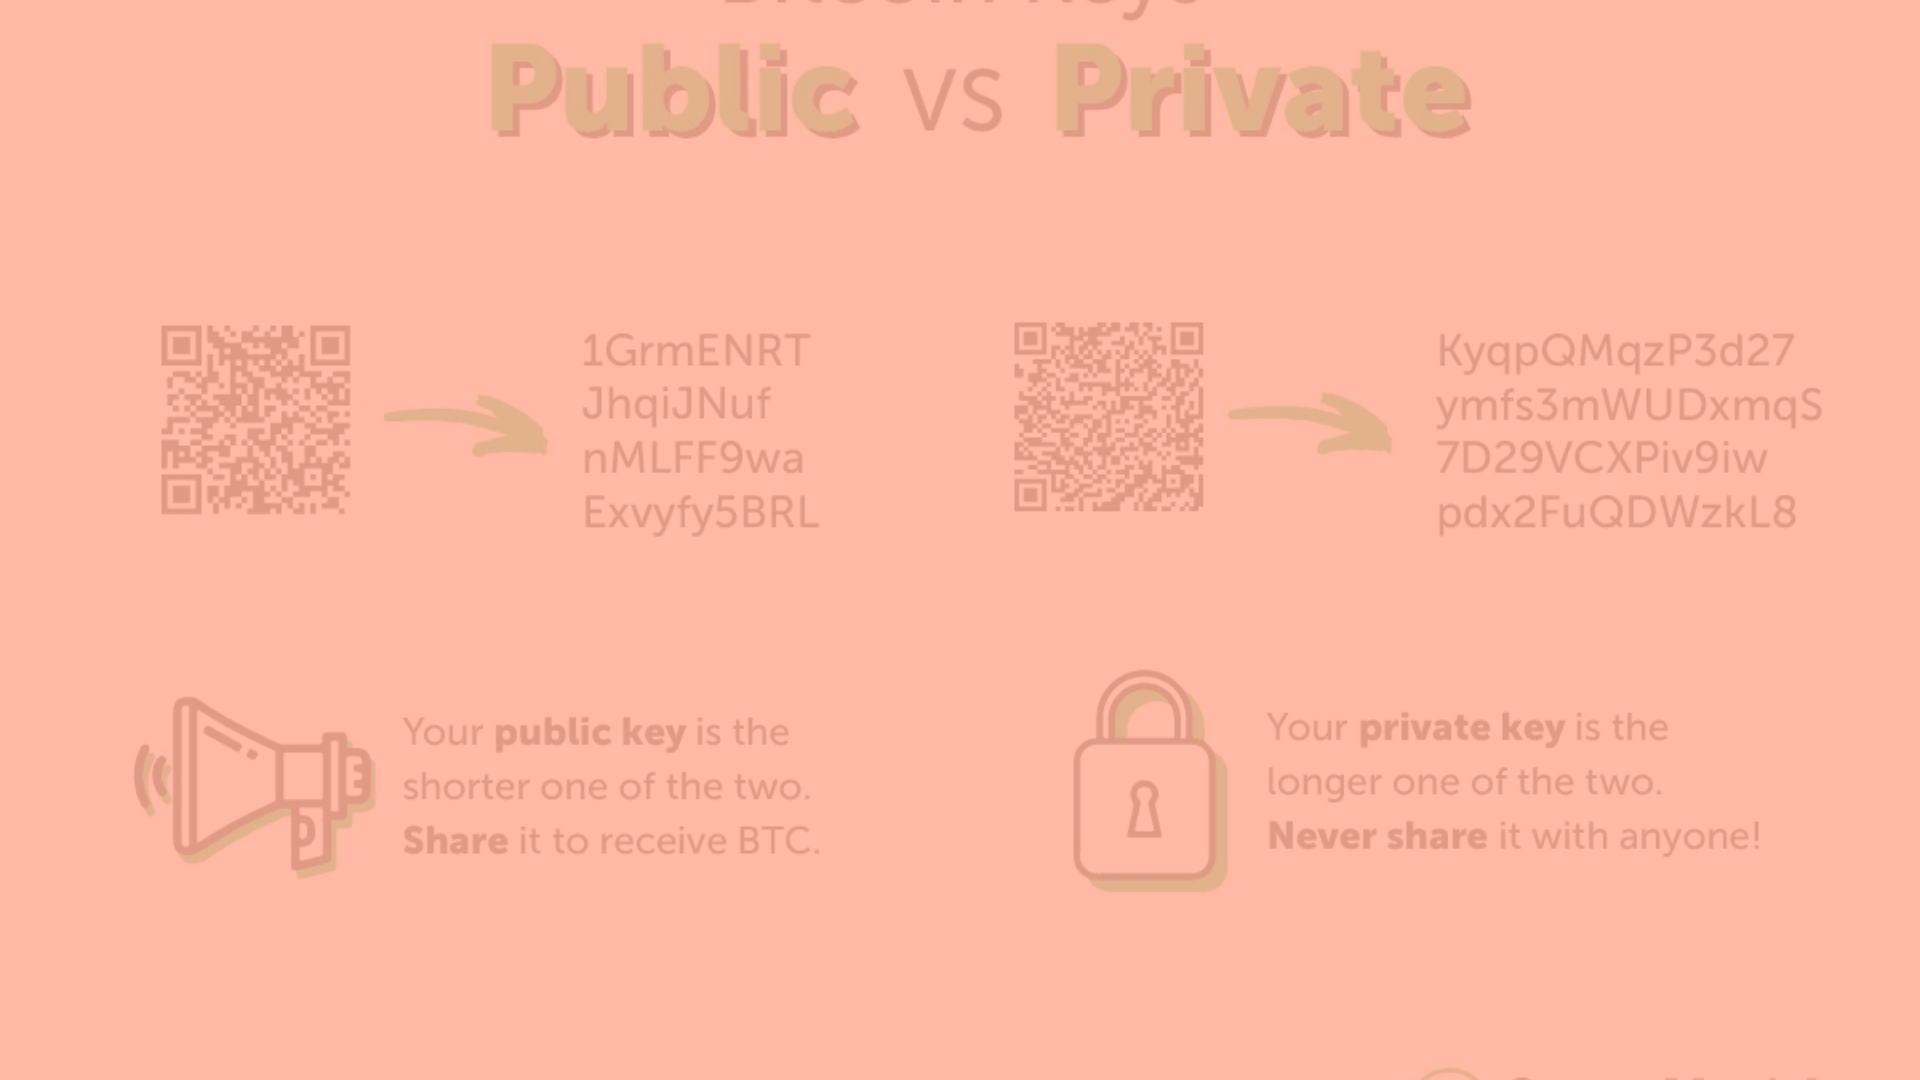 Bitcoin Keys
Public VS Private
1GrmENRT
JhqiJNuf
nMLFF9wa
Exvyfy5BRL
KyqpQMqzP3d27
ymfs3mWUDxmqS
7D29VCXPiv9iw
pdx2FuQDWzkL8
Your public key is the
shorter one of the two.
Share it to receive BTC.
Your private key is the
longer one of the two.
Never share it with anyone!